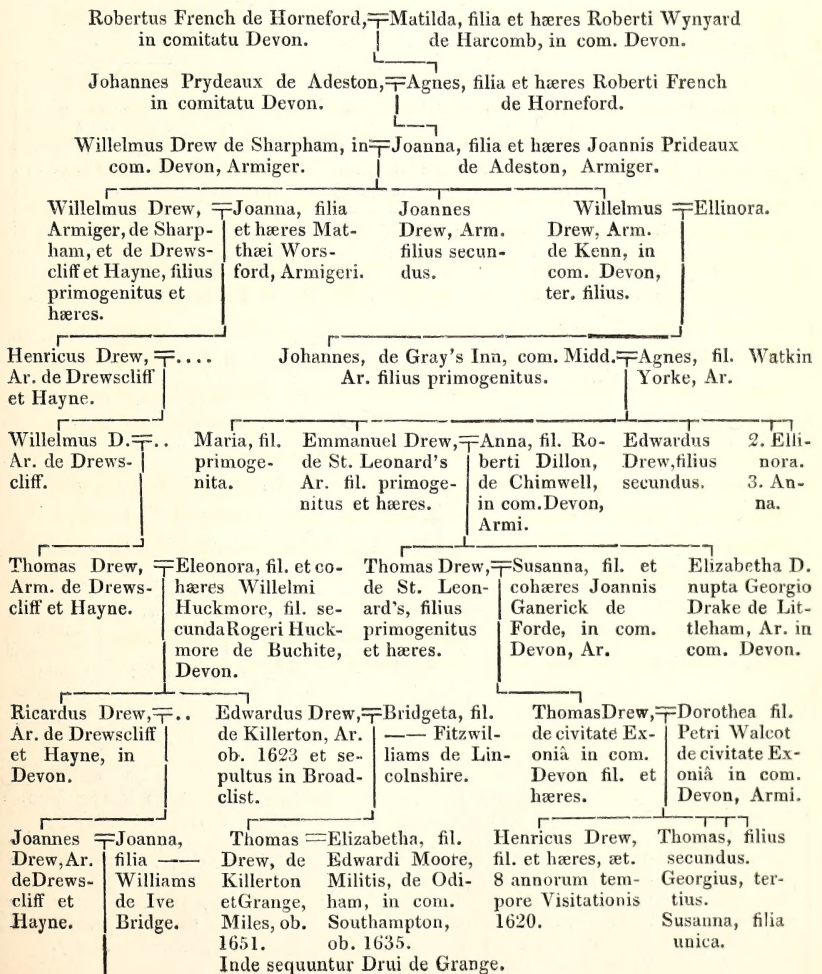 Robertus French de Horneford,
in comitatu Devon.
Matilda, filia et hæres Roberti Wynyard
de Harcomb, in com. Devon.
Johannes Prydeaux de Adeston,
in comitatu Devon.
Agnes, filia et hæres Roberti French
de Horneford.
Willelmus Drew de Sharpham, in
com. Devon, Armiger.
Joanna, filia et hæres Joannis Prideaux
de Adeston, Armiger.
Willelmus Drew,
Armiger, de Sharp-
ham, et de Drews-
cliff et Hayne, filius
primogenitus et
hæres.
Joanna, filia
et hæres Mat-
thæi Wors-
ford, Armigeri.
Joannes
Drew, Arm.
filius secun-
dus.
Willelmus
Drew, Arm.
de Kenn, in
com. Devon,
ter. filius.
Ellinora.
Henricus Drew,
Ar. de Drewscliff
et Hayne.
....
Johannes, de Gray's Inn, com. Midd.
Ar. filius primogenitus.
Agnes, fil. Watkin
Yorke, Ar.
Willelmus D.
Ar. de Drews-
cliff.
..
Maria, fil.
primoge-
nita.
Emmanuel Drew,
de St. Leonard's
Ar. fil. primoge-
nitus et hæres.
Anna, fil. Ro-
berti Dillon,
de Chimwell,
in com. Devon,
Armi.
Edwardus
Drew, filius
secundus.
2. Elli-
nora.
3. An-
na.
Thomas Drew,
Arm. de Drews-
cliff et Hayne.
Eleonora, fil. et co-
hæres Willelmi
Huckmore, fil. se-
cundaRogeri Huck-
more de Buchite,
Devon.
Thomas Drew,
de St. Leon-
ard's, filius
primogenitus
et hæres.
Susanna, fil. et
cohæres Joannis
Ganerick de
Forde, in com.
Devon, Ar.
Elizabetha D.
nupta Georgio
Drake de Lit-
tleham, Ar. in
com. Devon.
Ricardus Drew,
Ar. de Drewscliff
et Hayne, in
Devon.
..
Edwardus Drew,
de Killerton, Ar.
ob. 1623 et se-
pultus in Broad-
clist.
Bridgeta, fil.
—— Fitzwil-
liams de Lin-
colnshire.
ThomasDrew,
de civitate Ex-
oniâ in com.
Devon fil. et
hæres.
Dorothea fil.
Petri Walcot
de civitate Ex-
oniâ in com.
Devon, Armi.
Joannes
Drew, Ar.
deDrews-
cliff et
Hayne.
Joanna,
filia ——
Williams
de Ive
Bridge.
Thomas
Drew, de
Killerton
etGrange,
Miles, ob.
1651.
Elizabetha, fil.
Edwardi Moore,
Militis, de Odi-
ham, in com.
Southampton,
ob. 1635.
Inde sequuntur Drui de Grange.
Henricus Drew,
fil. et hæres, æt.
8 annorum tem-
pore Visitationis
1620.
Thomas, filius
secundus.
Georgius, ter-
tius.
Susanna, filia
unica.